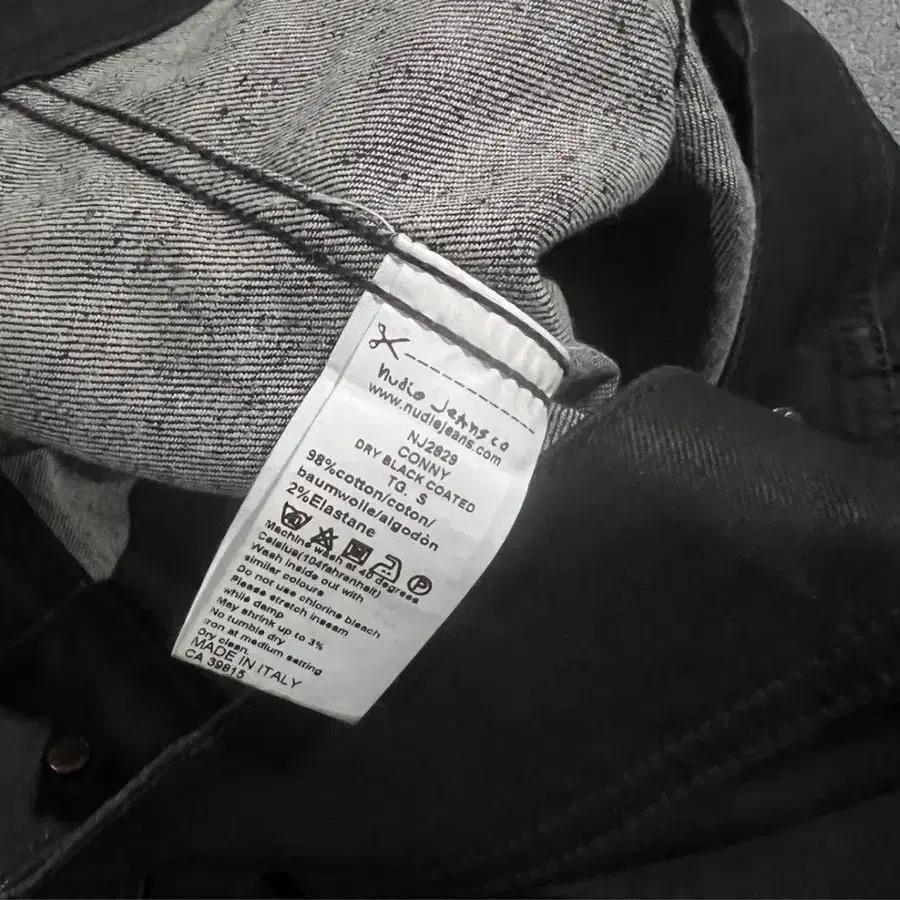 nudie jeans co
www.nudiejeans.com
NJ2829
CONNY
DRY BLACK COATED
TG. S
98%cotton/coton/
baumwolle/algodòn
2%Elastane
P
Machine wash at 40 degrees
Celsius(104fahrenheit)
Wash inside out with
similar colours
Do not use chlorine bleach
Please stretch inseam
while damp
May shrink up to 3%
No tumble dry
Iron at medium setting
Dry clean.
MADE IN ITALY
CA 39815